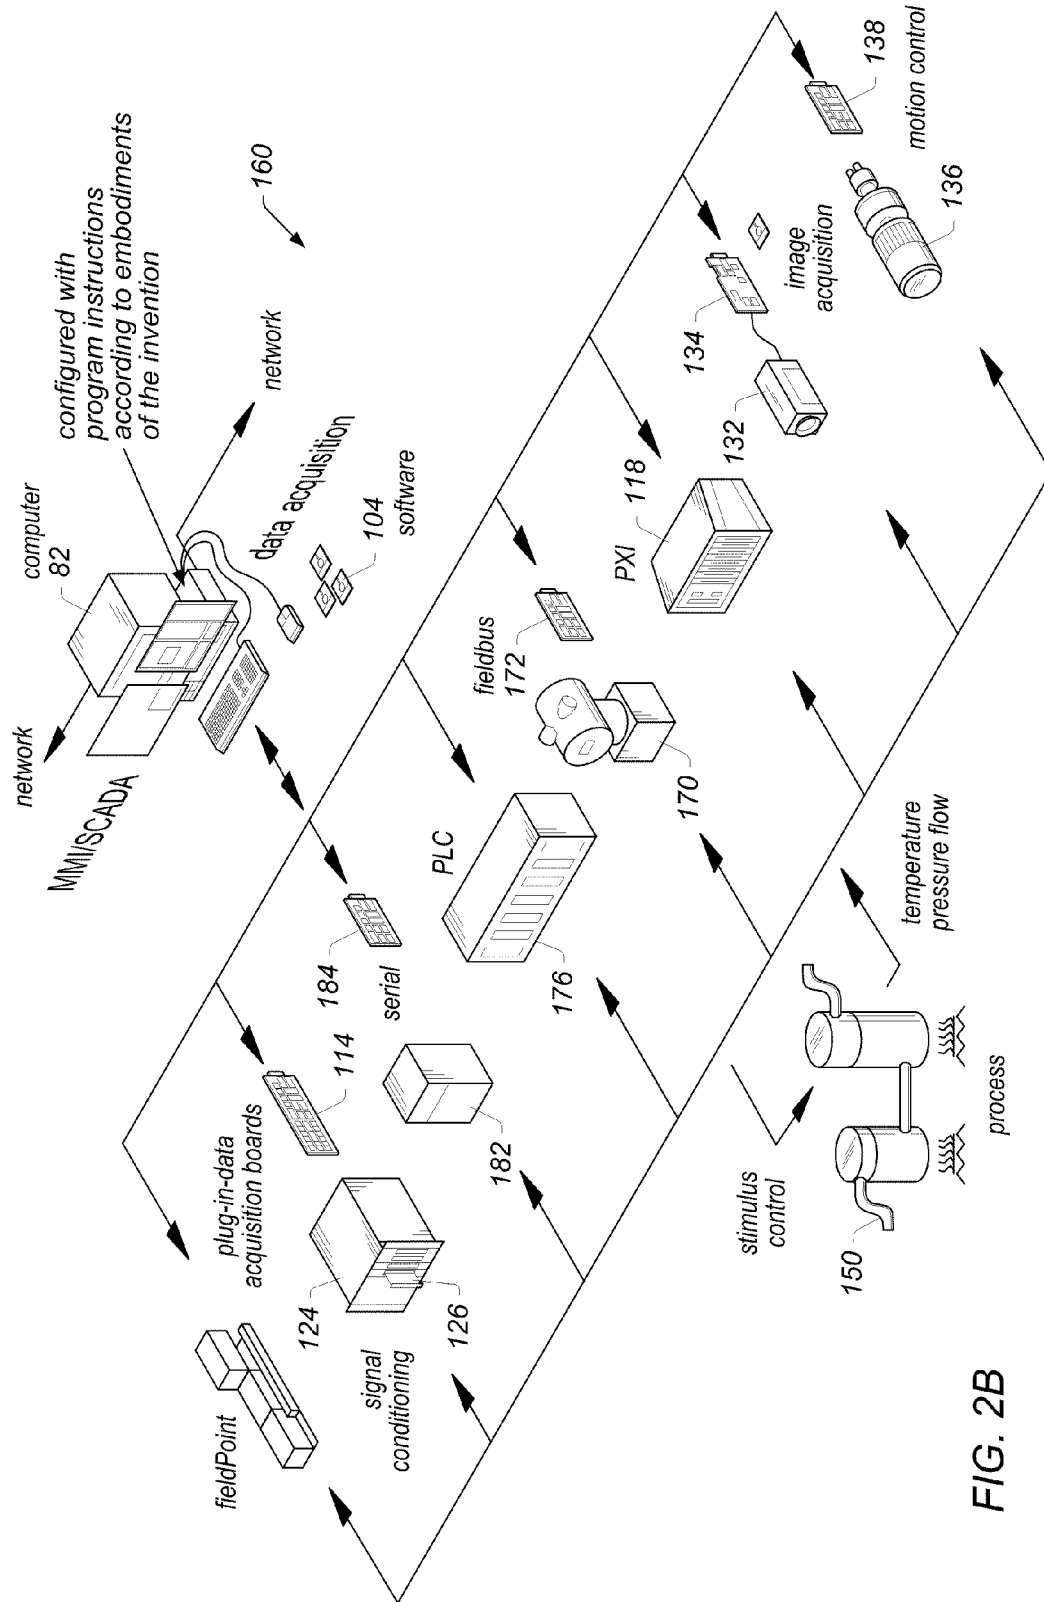 configured with
program instructions
according to embodiments
of the invention
computer
82
network
network
MMI/SCADA
data acquisition
104
software
160
fieldPoint
plug-in-data
acquisition boards
114
124
126
signal
conditioning
184
serial
182
PLC
176
fieldbus
172
170
PXI
118
134
132
image
acquisition
138
motion control
136
stimulus
control
150
process
temperature
pressure flow
FIG. 2B